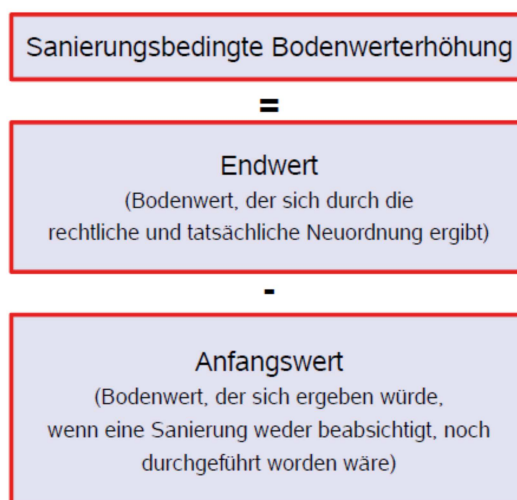 Sanierungsbedingte Bodenwerterhöhung
=
Endwert
(Bodenwert, der sich durch die
rechtliche und tatsächliche Neuordnung ergibt)
-
Anfangswert
(Bodenwert, der sich ergeben würde,
wenn eine Sanierung weder beabsichtigt, noch
durchgeführt worden wäre)